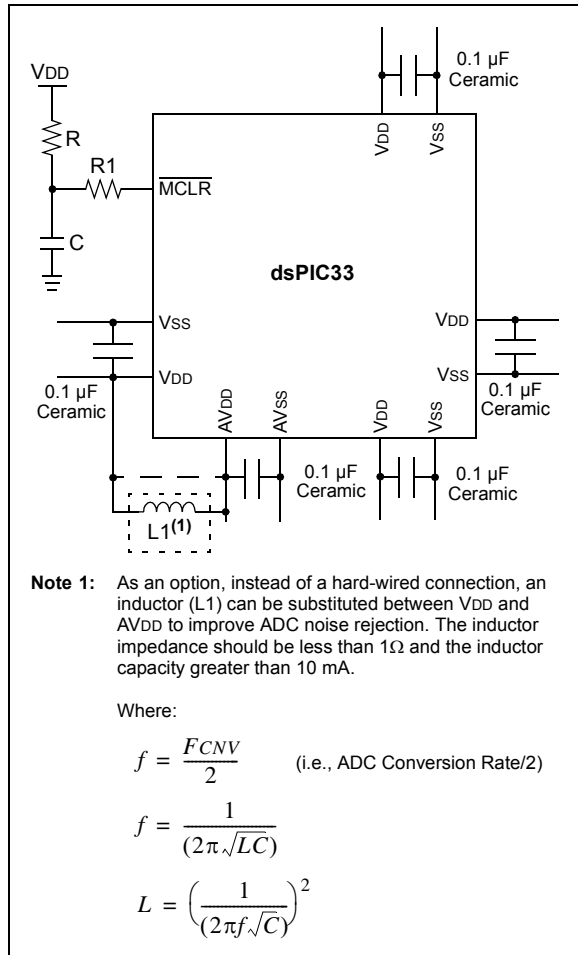 0.1 µF
Ceramic
VDD
R
R1
MCLR
C
VDD
VSS
dsPIC33
VSS
VDD
0.1 µF
Ceramic
AVDD
AVSS
VDD
VSS
VDD
VSS
0.1 µF
Ceramic
0.1 µF
Ceramic
0.1 µF
Ceramic
L1(1)
Note 1: As an option, instead of a hard-wired connection, an
inductor (L1) can be substituted between VDD and
AVDD to improve ADC noise rejection. The inductor
impedance should be less than 1Ω and the inductor
capacity greater than 10 mA.
Where:
f = FCNV / 2 (i.e., ADC Conversion Rate/2)
f = 1 / (2π√LC)
L = (1 / (2πf√C))²